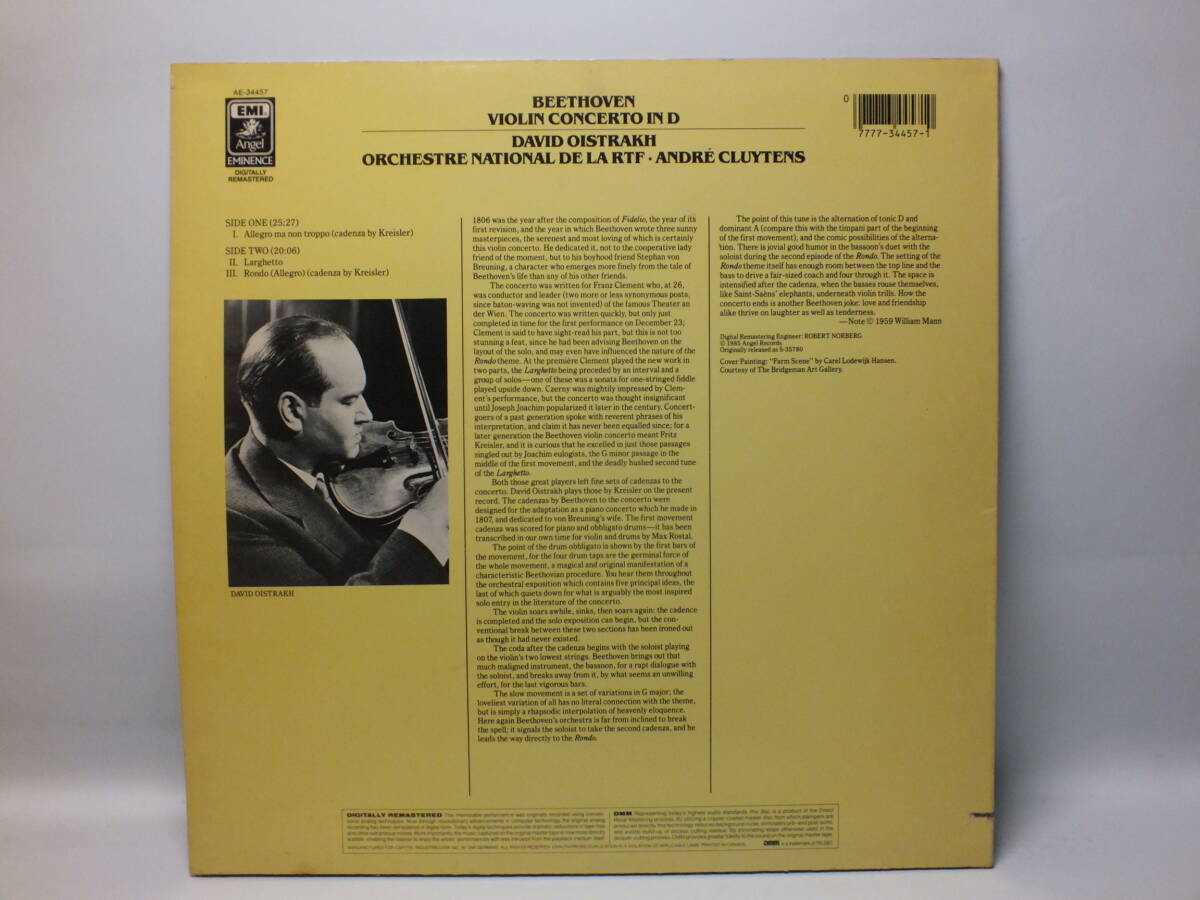 AE-34457
EMI
Angel
EMINENCE
DIGITALLY
REMASTERED
BEETHOVEN
VIOLIN CONCERTO IN D
DAVID OISTRAKH
ORCHESTRE NATIONAL DE LA RTF · ANDRÉ CLUYTENS
0
7777-34457-1
SIDE ONE (25:27)
I. Allegro ma non troppo (cadenza by Kreisler)
SIDE TWO (20:06)
II. Larghetto
III. Rondo (Allegro) (cadenza by Kreisler)
DAVID OISTRAKH
1806 was the year after the composition of Fidelio, the year of its
first revision, and the year in which Beethoven wrote three sunny
masterpieces, the serenest and most loving of which is certainly
this violin concerto. He dedicated it, not to the cooperative lady
friend of the moment, but to his boyhood friend Stephan von
Breuning, a character who emerges more finely from the tale of
Beethoven's life than any of his other friends.
The concerto was written for Franz Clement who, at 26,
was conductor and leader (two more or less synonymous posts,
since baton-waving was not invented) of the famous Theater an
der Wien. The concerto was written quickly, but only just
completed in time for the first performance on December 23;
Clement is said to have sight-read his part, but this is not too
stunning a feat, since he had been advising Beethoven on the
layout of the solo, and may even have influenced the nature of the
Rondo theme. At the première Clement played the new work in
two parts, the Larghetto being preceded by an interval and a
group of solos—one of these was a sonata for one-stringed fiddle
played upside down. Czerny was mightily impressed by Clem-
ent's performance, but the concerto was thought insignificant
until Joseph Joachim popularized it later in the century. Concert-
goers of a past generation spoke with reverent phrases of his
interpretation, and claim it has never been equalled since; for a
later generation the Beethoven violin concerto meant Fritz
Kreisler, and it is curious that he excelled in just those passages
singled out by Joachim eulogists, the G minor passage in the
middle of the first movement, and the deadly hushed second tune
of the Larghetto.
Both those great players left fine sets of cadenzas to the
concerto. David Oistrakh plays those by Kreisler on the present
record. The cadenzas by Beethoven to the concerto were
designed for the adaptation as a piano concerto which he made in
1807, and dedicated to von Breuning's wife. The first movement
cadenza was scored for piano and obbligato drums—it has been
transcribed in our own time for violin and drums by Max Rostal.
The point of the drum obbligato is shown by the first bars of
the movement, for the four drum taps are the germinal force of
the whole movement, a magical and original manifestation of a
characteristic Beethovian procedure. You hear them throughout
the orchestral exposition which contains five principal ideas, the
last of which quiets down for what is arguably the most inspired
solo entry in the literature of the concerto.
The violin soars awhile, sinks, then soars again: the cadence
is completed and the solo exposition can begin, but the con-
ventional break between these two sections has been ironed out
as though it had never existed.
The coda after the cadenza begins with the soloist playing
on the violin's two lowest strings. Beethoven brings out that
much maligned instrument, the bassoon, for a rapt dialogue with
the soloist, and breaks away from it, by what seems an unwilling
effort, for the last vigorous bars.
The slow movement is a set of variations in G major; the
loveliest variation of all has no literal connection with the theme,
but is simply a rhapsodic interpolation of heavenly eloquence.
Here again Beethoven's orchestra is far from inclined to break
the spell; it signals the soloist to take the second cadenza, and he
leads the way directly to the Rondo.
The point of this tune is the alternation of tonic D and
dominant A (compare this with the timpani part of the beginning
of the first movement), and the comic possibilities of the alterna-
tion. There is jovial good humor in the bassoon's duet with the
soloist during the second episode of the Rondo. The setting of the
Rondo theme itself has enough room between the top line and the
bass to drive a fair-sized coach and four through it. The space is
intensified after the cadenza, when the basses rouse themselves,
like Saint-Saëns' elephants, underneath violin trills. How the
concerto ends is another Beethoven joke: love and friendship
alike thrive on laughter as well as tenderness.
—Note © 1959 William Mann
Digital Remastering Engineer: ROBERT NORBERG
© 1985 Angel Records
Originally released as S-35780
Cover Painting: "Farm Scene" by Carel Lodewijk Hansen.
Courtesy of The Bridgeman Art Gallery.
DIGITALLY REMASTERED
DMM